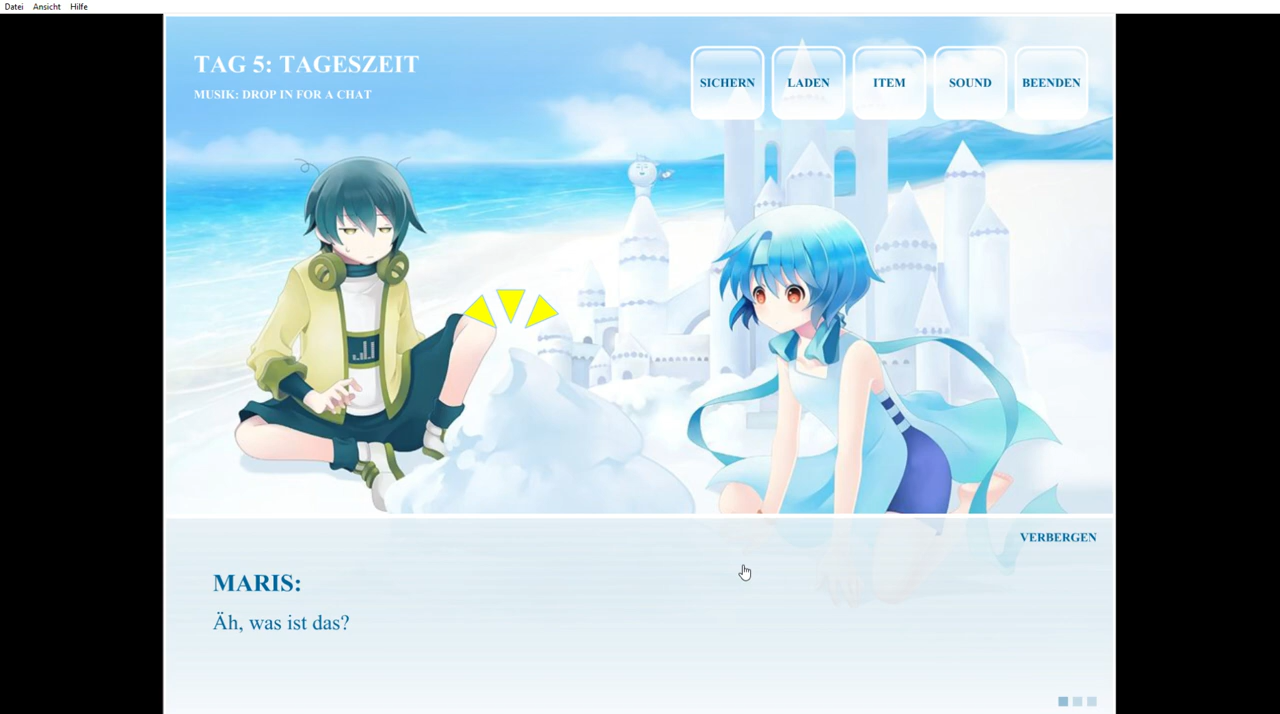 Datei Ansicht Hilfe
TAG 5: TAGESZEIT
MUSIK: DROP IN FOR A CHAT
SICHERN LADEN ITEM SOUND BEENDEN
VERBERGEN
MARIS:
Äh, was ist das?